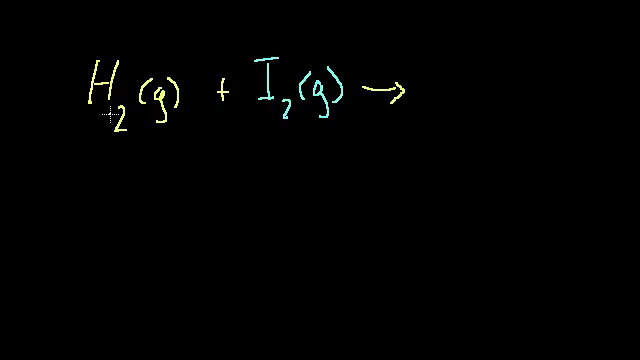 H₂(g) + I₂(g) →